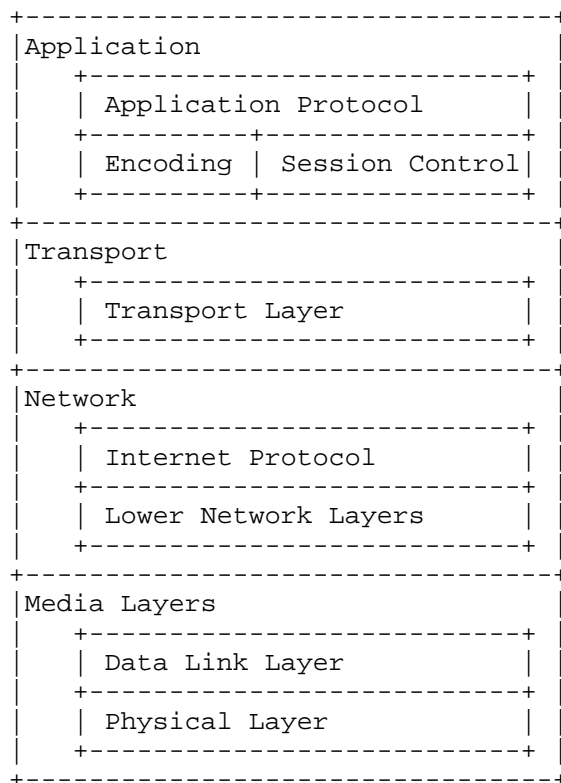 Application
Application Protocol
Encoding | Session Control
Transport
Transport Layer
Network
Internet Protocol
Lower Network Layers
Media Layers
Data Link Layer
Physical Layer